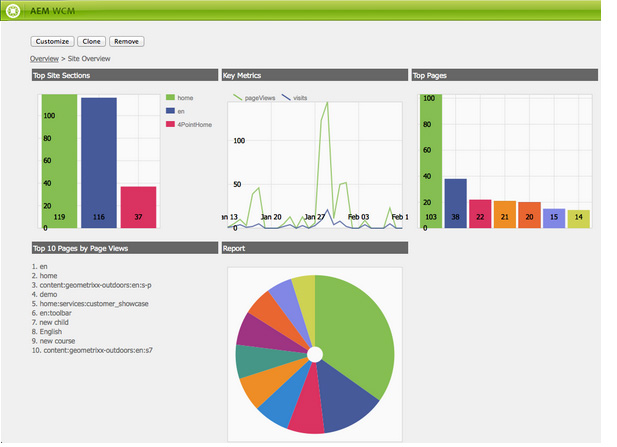 AEM WCM
Customize Clone Remove
Overview > Site Overview
Top Site Sections
100
80
60
40
20
0
119
116
37
home
en
4PointHome
Key Metrics
pageViews visits
100
50
0
n 13 Jan 20 Jan 27 Feb 03 Feb 1
Top Pages
100
80
60
40
20
0
103 38 22 21 20 15 14
Top 10 Pages by Page Views
1. en
2. home
3. content:geometrixx-outdoors:en:s-p
4. demo
5. home:services:customer_showcase
6. en:toolbar
7. new child
8. English
9. new course
10. content:geometrixx-outdoors:en:s7
Report